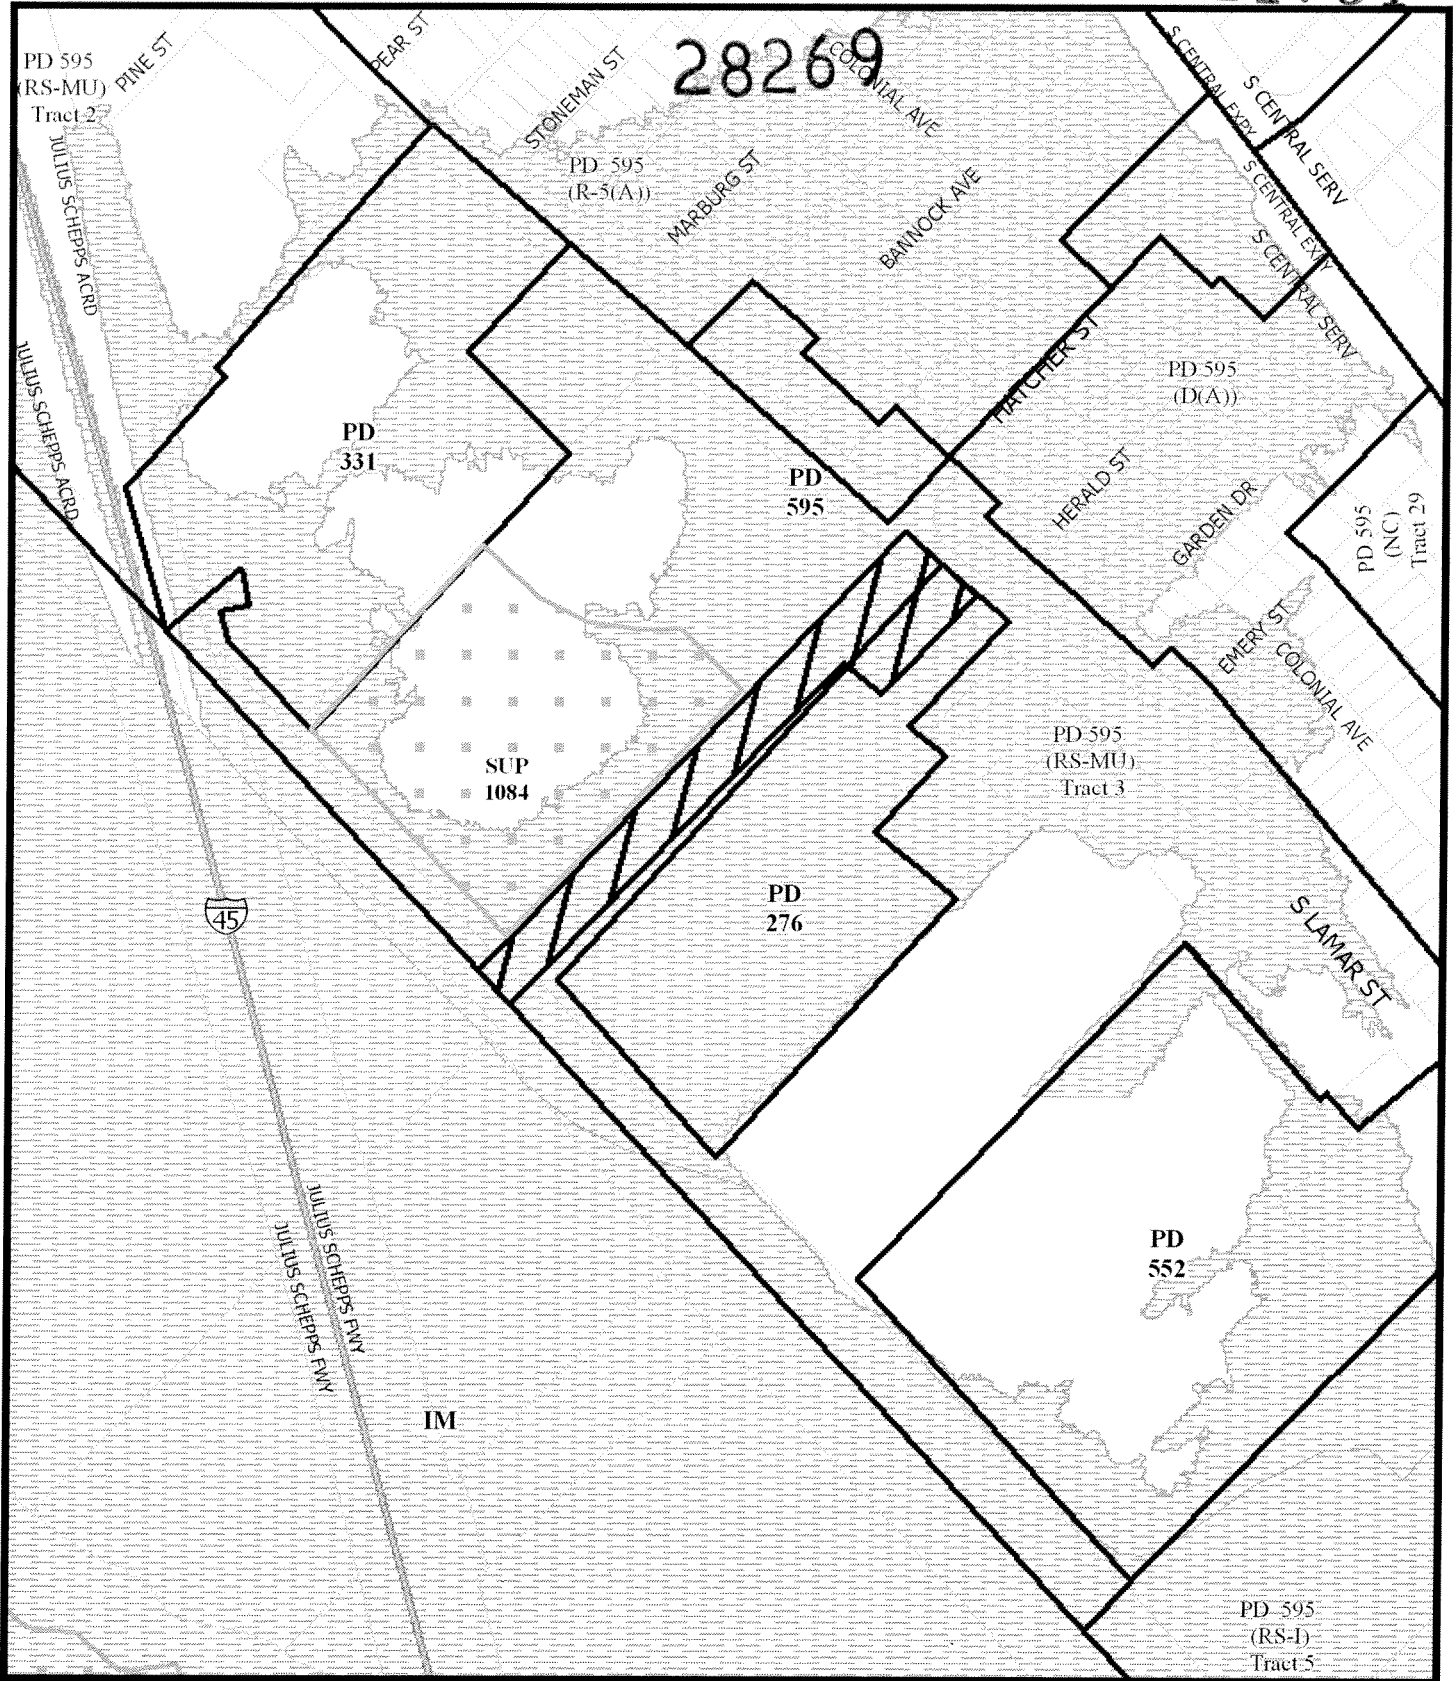 28269
PD 595
(RS-MU)
Tract 2
PINE ST
PEAR ST
STONEMAN ST
COLONIAL AVE
S CENTRAL EXPY
S CENTRAL SERV
JULIUS SCHEPPS ACRD
PD 595
(R-5(A))
MARBURG ST
BANNOCK AVE
S CENTRAL EXPY
S CENTRAL SERV
JULIUS SCHEPPS ACRD
HATCHER ST
PD 595
(D(A))
PD
331
PD
595
HERALD ST
GARDEN DR
PD 595
(NC)
Tract 29
EMERY ST
COLONIAL AVE
PD 595
(RS-MU)
Tract 3
SUP
1084
PD
276
45
S LAMAR ST
JULIUS SCHEPPS FWY
JULIUS SCHEPPS FWY
PD
552
IM
PD 595
(RS-I)
Tract 5